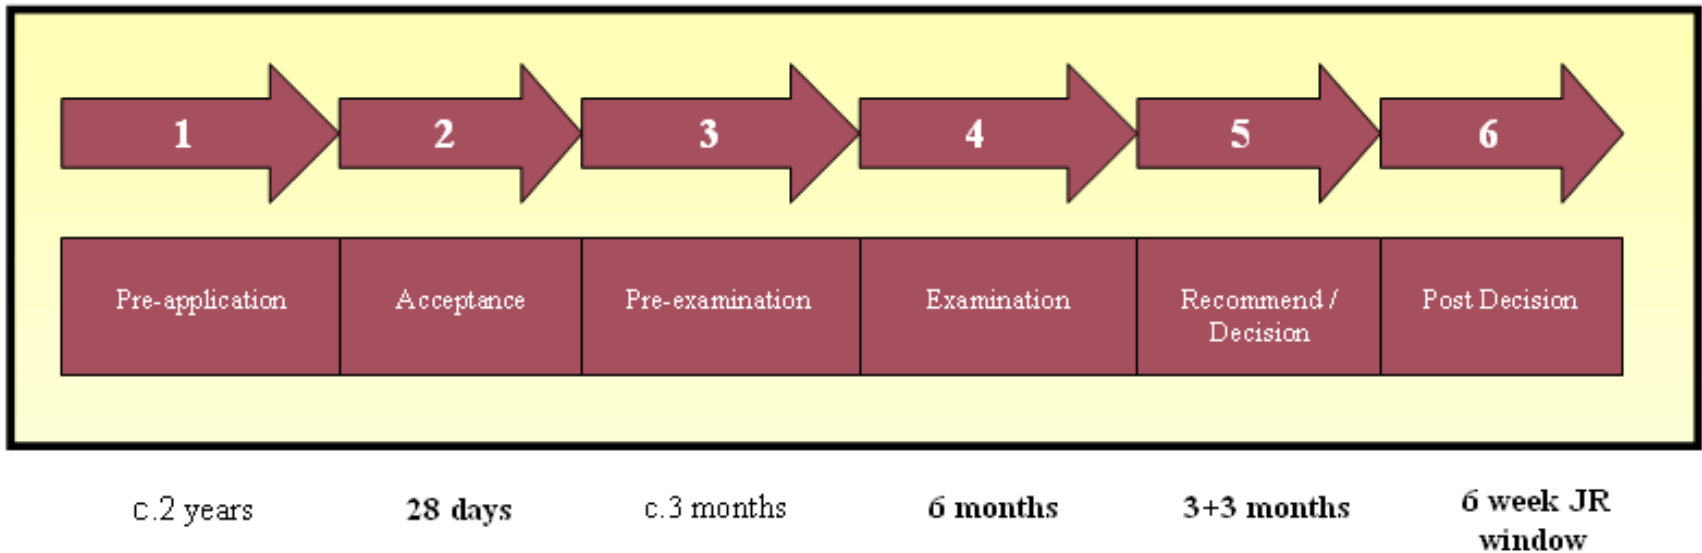 1 2 3 4 5 6
Pre-application Acceptance Pre-examination Examination Recommend / Decision Post Decision
c.2 years 28 days c.3 months 6 months 3+3 months 6 week JR window